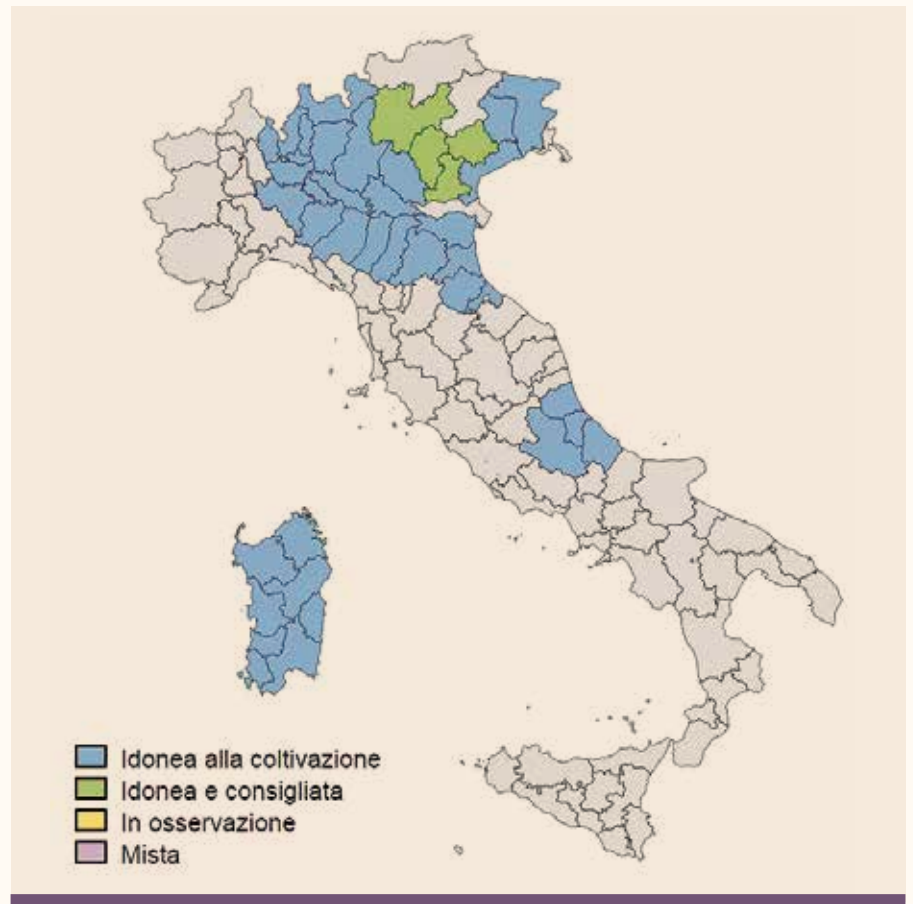 Idonea alla coltivazione
Idonea e consigliata
In osservazione
Mista